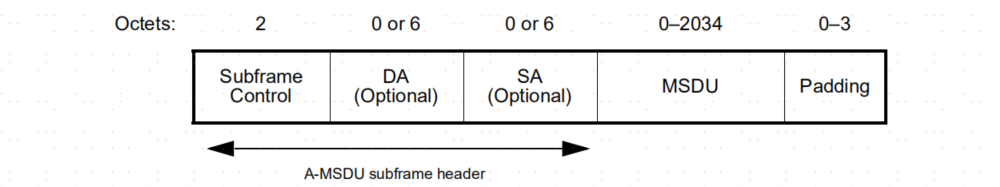 Octets: 2 0 or 6 0 or 6 0–2034 0–3
Subframe Control DA (Optional) SA (Optional) MSDU Padding
A-MSDU subframe header